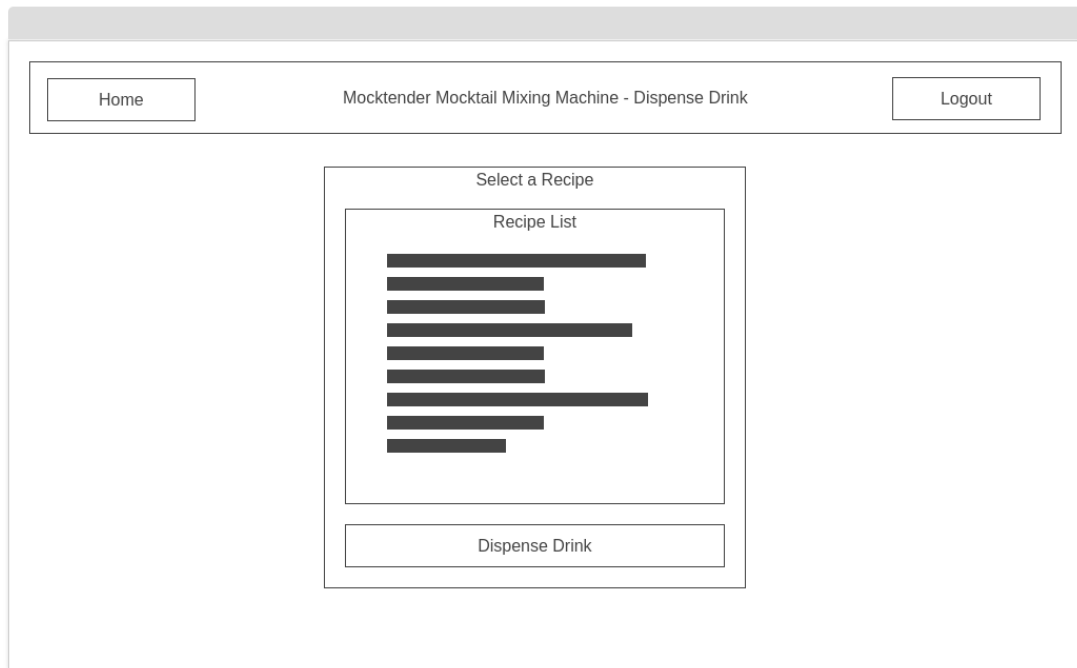 Home
Mocktender Mocktail Mixing Machine - Dispense Drink
Logout
Select a Recipe
Recipe List
Dispense Drink